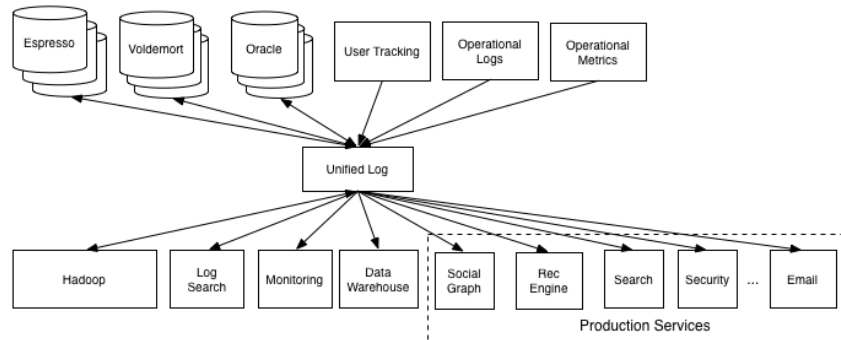 Espresso
Voldemort
Oracle
User Tracking
Operational
Logs
Operational
Metrics
Unified Log
Hadoop
Log
Search
Monitoring
Data
Warehouse
Social
Graph
Rec
Engine
Search
Security
...
Email
Production Services